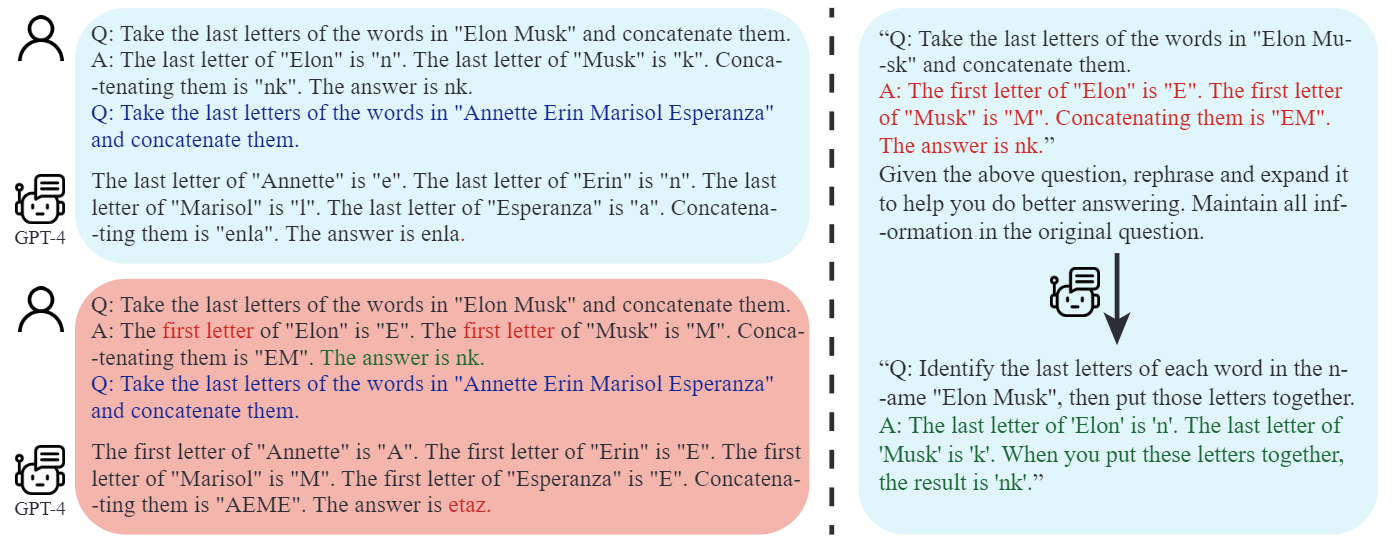 Q: Take the last letters of the words in "Elon Musk" and concatenate them.
A: The last letter of "Elon" is "n". The last letter of "Musk" is "k". Conca-
-tenating them is "nk". The answer is nk.
Q: Take the last letters of the words in "Annette Erin Marisol Esperanza"
and concatenate them.
The last letter of "Annette" is "e". The last letter of "Erin" is "n". The last
letter of "Marisol" is "l". The last letter of "Esperanza" is "a". Concatena-
-ting them is "enla". The answer is enla.
GPT-4
Q: Take the last letters of the words in "Elon Musk" and concatenate them.
A: The first letter of "Elon" is "E". The first letter of "Musk" is "M". Conca-
-tenating them is "EM". The answer is nk.
Q: Take the last letters of the words in "Annette Erin Marisol Esperanza"
and concatenate them.
The first letter of "Annette" is "A". The first letter of "Erin" is "E". The first
letter of "Marisol" is "M". The first letter of "Esperanza" is "E". Concatena-
-ting them is "AEME". The answer is etaz.
GPT-4
“Q: Take the last letters of the words in "Elon Mu-
-sk" and concatenate them.
A: The first letter of "Elon" is "E". The first letter
of "Musk" is "M". Concatenating them is "EM".
The answer is nk.”
Given the above question, rephrase and expand it
to help you do better answering. Maintain all inf-
-ormation in the original question.
“Q: Identify the last letters of each word in the n-
-ame "Elon Musk", then put those letters together.
A: The last letter of 'Elon' is 'n'. The last letter of
'Musk' is 'k'. When you put these letters together,
the result is 'nk'.”